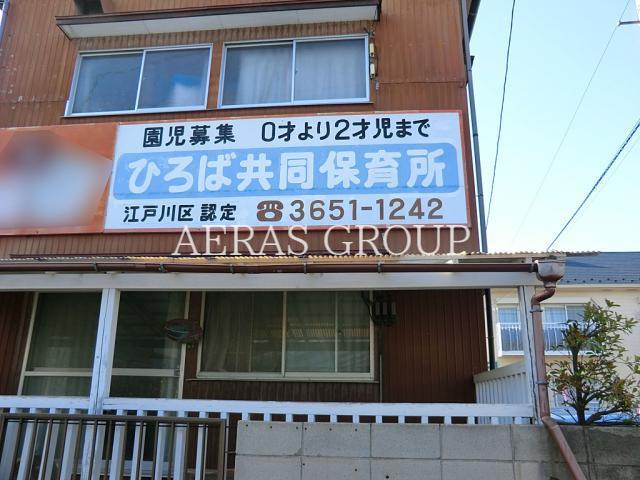 園児募集 0才より2才児まで
ひろば共同保育所
江戸川区 認定 ☎3651-1242
AERAS GROUP